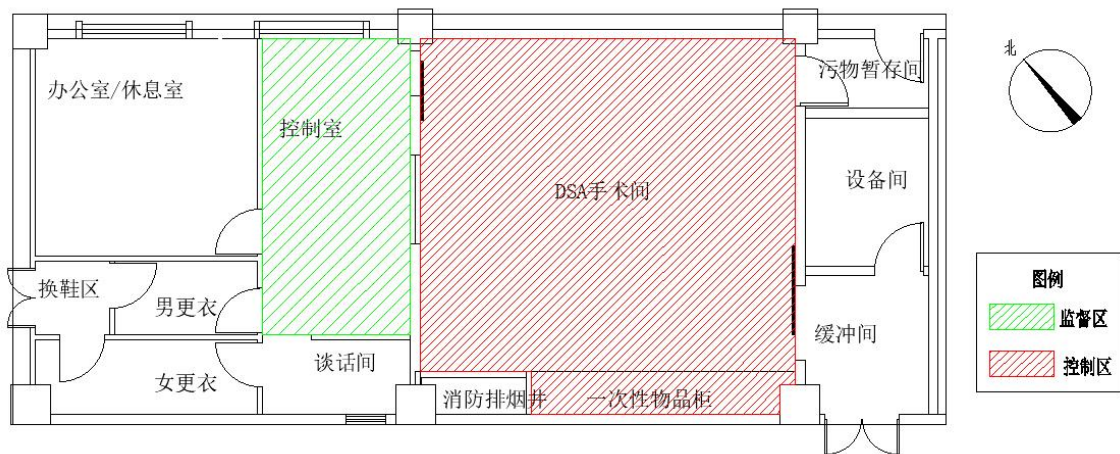 北
污物暂存间
办公室/休息室
控制室
DSA手术间
设备间
换鞋区
男更衣
缓冲间
谈话间
女更衣
消防排烟井
一次性物品柜
图例
监督区
控制区